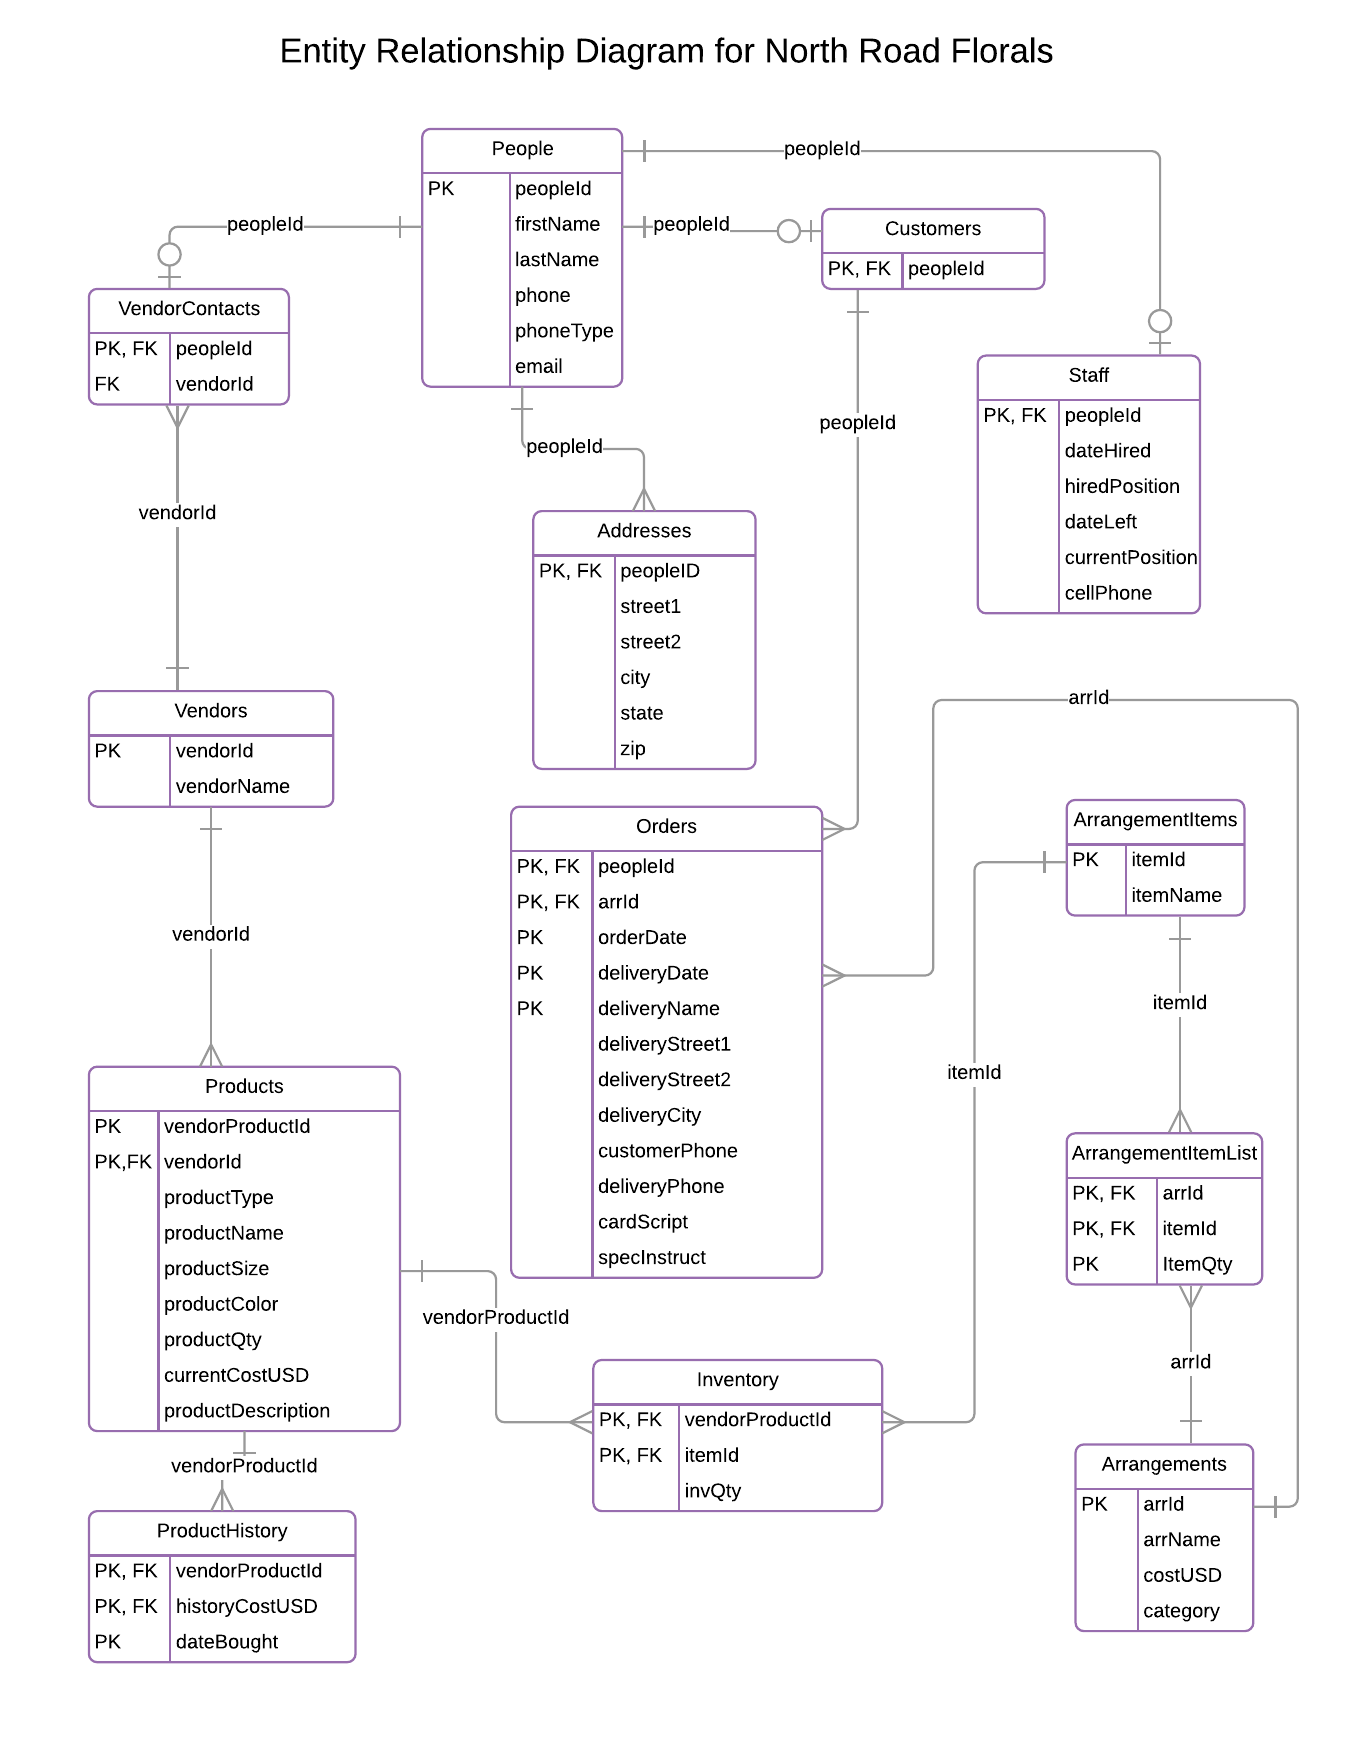 Entity Relationship Diagram for North Road Florals
People
PK peopleId
firstName
lastName
phone
phoneType
email
peopleId
peopleId
peopleId
Customers
PK, FK peopleId
VendorContacts
PK, FK peopleId
FK vendorId
Staff
PK, FK peopleId
dateHired
hiredPosition
dateLeft
currentPosition
cellPhone
peopleId
peopleId
vendorId
Addresses
PK, FK peopleID
street1
street2
city
state
zip
Vendors
PK vendorId
vendorName
arrId
Orders
PK, FK peopleId
PK, FK arrId
PK orderDate
PK deliveryDate
PK deliveryName
deliveryStreet1
deliveryStreet2
deliveryCity
customerPhone
deliveryPhone
cardScript
specInstruct
ArrangementItems
PK itemId
itemName
vendorId
itemId
itemId
Products
PK vendorProductId
PK,FK vendorId
productType
productName
productSize
productColor
productQty
currentCostUSD
productDescription
ArrangementItemList
PK, FK arrId
PK, FK itemId
PK ItemQty
vendorProductId
arrId
Inventory
PK, FK vendorProductId
PK, FK itemId
invQty
Arrangements
PK arrId
arrName
costUSD
category
vendorProductId
ProductHistory
PK, FK vendorProductId
PK, FK historyCostUSD
PK dateBought